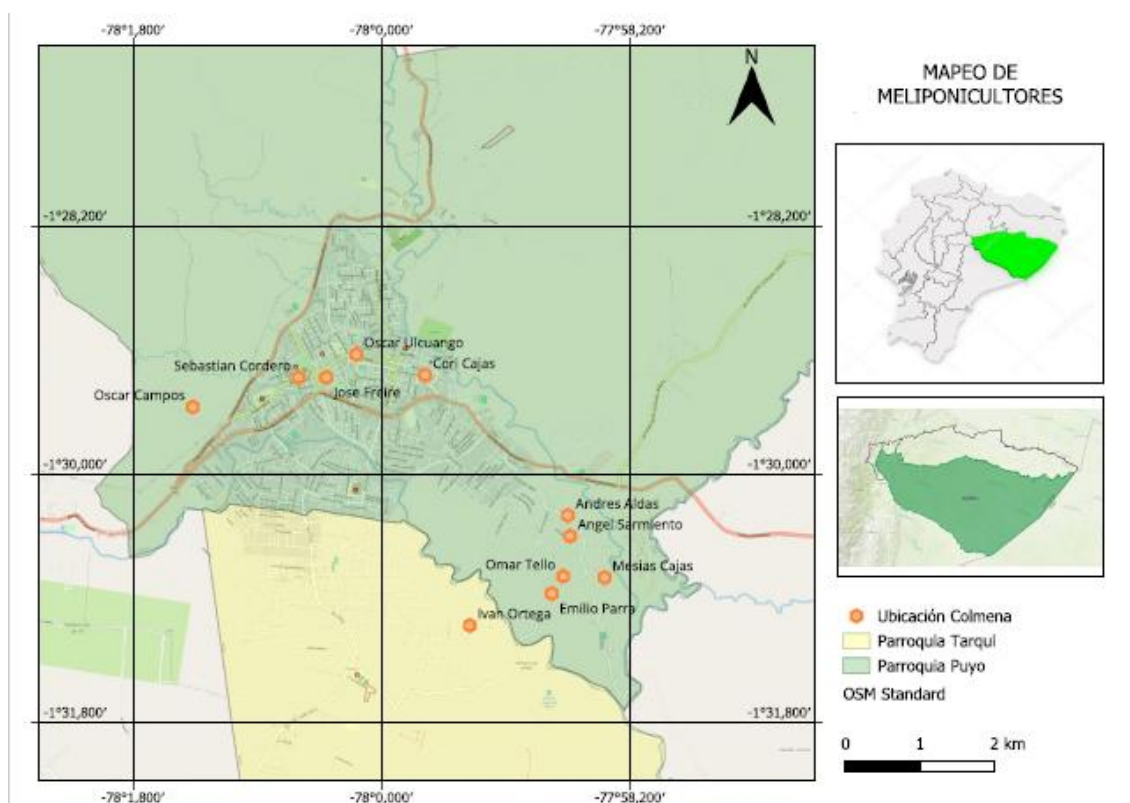 -78°1,800'
-78°0,000'
-77°58,200'
N
MAPEO DE
MELIPONICULTORES
-1°28,200'
-1°28,200'
Oscar Ulcuango
Sebastian Cordero
Cori Cajas
Oscar Campos
Jose Freire
-1°30,000'
-1°30,000'
Andres Aldas
Angel Sarmiento
Omar Tello
Mesias Cajas
Emilio Parra
Ivan Ortega
Ubicación Colmena
Parroquia Tarqui
Parroquia Puyo
OSM Standard
-1°31,800'
-1°31,800'
0 1 2 km
-78°1,800'
-78°0,000'
-77°58,200'